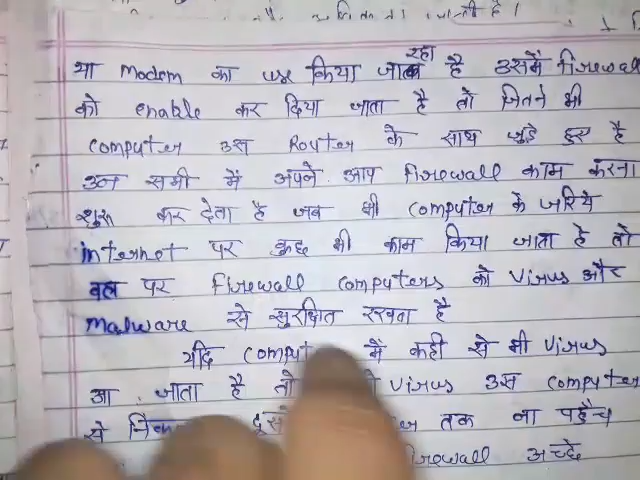 या modem का use किया जा रहा है उसमें firewall
को enable कर दिया जाता है तो जितने भी
computer उस Router के साथ जुड़े हुए है
उन सभी में अपने आप firewall काम करना
शुरू कर देता है जब भी computer के जरिये
internet पर कुछ भी काम किया जाता है तो
वहा पर firewall computers को virus और
malware से सुरक्षित रखता है
यदि में कही से भी virus
आ जाता है तो virus उस computer
से तक ना पहुँच
firewall अच्छे